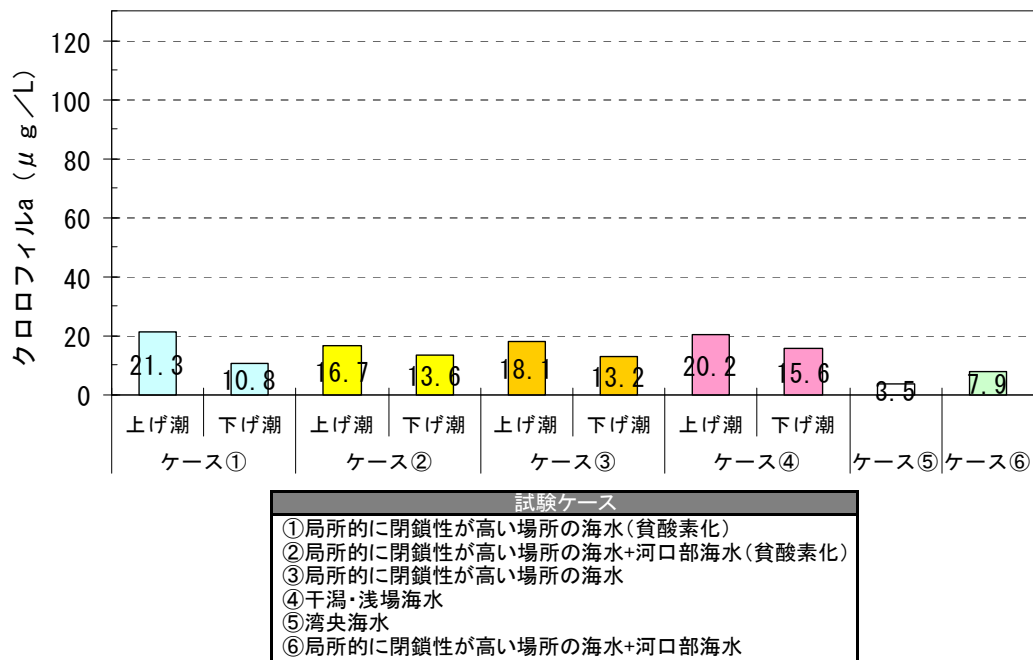 クロロフィルa（μg／L）
120
100
80
60
40
20
0
21.3
10.8
16.7
13.6
18.1
13.2
20.2
15.6
3.5
7.9
上げ潮 下げ潮 上げ潮 下げ潮 上げ潮 下げ潮 上げ潮 下げ潮
ケース① ケース② ケース③ ケース④ ケース⑤ ケース⑥
試験ケース
①局所的に閉鎖性が高い場所の海水（貧酸素化）
②局所的に閉鎖性が高い場所の海水+河口部海水（貧酸素化）
③局所的に閉鎖性が高い場所の海水
④干潟・浅場海水
⑤湾央海水
⑥局所的に閉鎖性が高い場所の海水+河口部海水